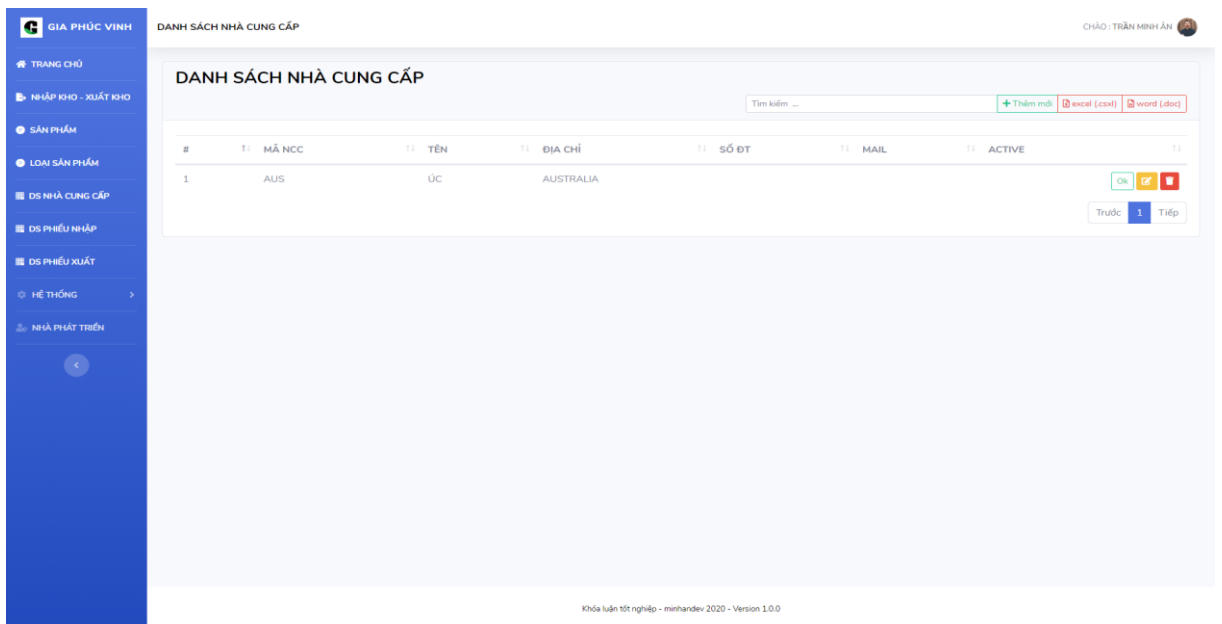 GIA PHÚC VINH
DANH SÁCH NHÀ CUNG CẤP
CHÀO : TRẦN MINH ÂN
TRANG CHỦ
NHẬP KHO - XUẤT KHO
SẢN PHẨM
LOẠI SẢN PHẨM
DS NHÀ CUNG CẤP
DS PHIẾU NHẬP
DS PHIẾU XUẤT
HỆ THỐNG
NHÀ PHÁT TRIỂN
DANH SÁCH NHÀ CUNG CẤP
Tìm kiếm ...
Thêm mới excel (.csxl) word (.doc)
# MÃ NCC TÊN ĐỊA CHỈ SỐ ĐT MAIL ACTIVE
1 AUS ÚC AUSTRALIA Ok
Trước 1 Tiếp
Khóa luận tốt nghiệp - minhandev 2020 - Version 1.0.0